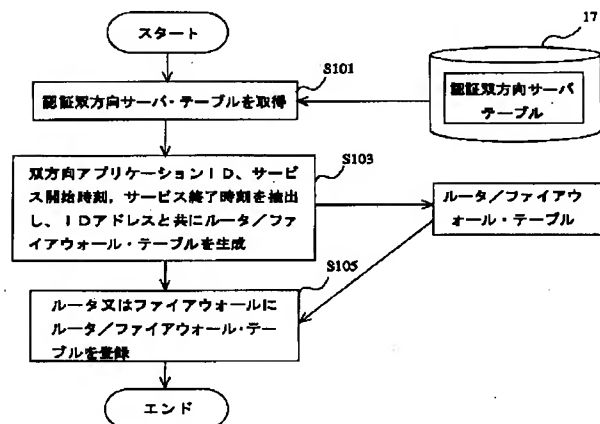 スタート
17
S101
認証双方向サーバ・テーブルを取得
認証双方向サーバ
テーブル
S103
双方向アプリケーションＩＤ、サービ
ス開始時刻，サービス終了時刻を抽出
し、ＩＤアドレスと共にルータ／ファ
イアウォール・テーブルを生成
ルータ／ファイアウ
ォール・テーブル
S105
ルータ又はファイアウォールに
ルータ／ファイアウォール・テー
ブルを登録
エンド